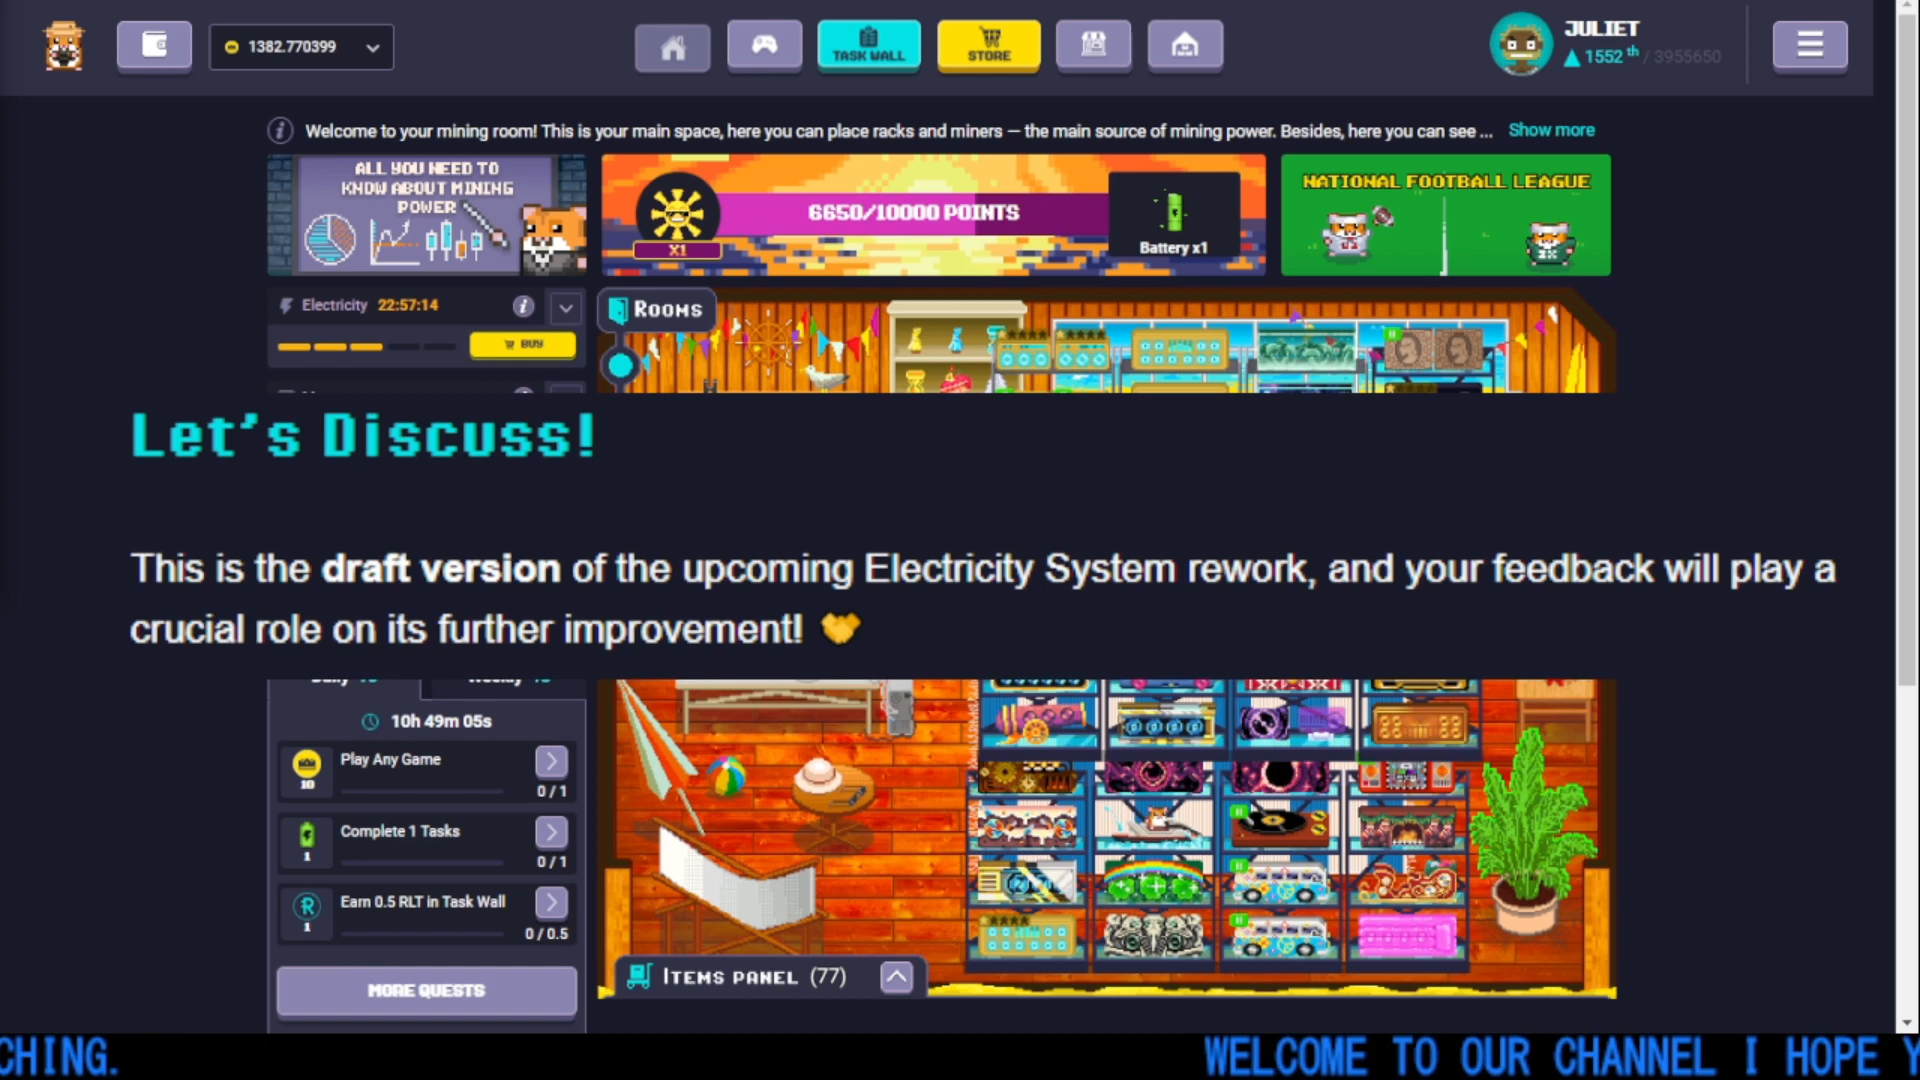 1382.770399
TASK WALL
STORE
JULIET
1552 th / 3955650
Welcome to your mining room! This is your main space, here you can place racks and miners — the main source of mining power. Besides, here you can see ... Show more
ALL YOU NEED TO
KNOW ABOUT MINING
POWER
X1
6650/10000 POINTS
Battery x1
NATIONAL FOOTBALL LEAGUE
Electricity 22:57:14
BUY
ROOMS
Let's Discuss!
This is the draft version of the upcoming Electricity System rework, and your feedback will play a
crucial role on its further improvement! 🤝
10h 49m 05s
Play Any Game
10
0 / 1
Complete 1 Tasks
1
0 / 1
Earn 0.5 RLT in Task Wall
1
0 / 0.5
MORE QUESTS
ITEMS PANEL (77)
CHING.
WELCOME TO OUR CHANNEL I HOPE Y